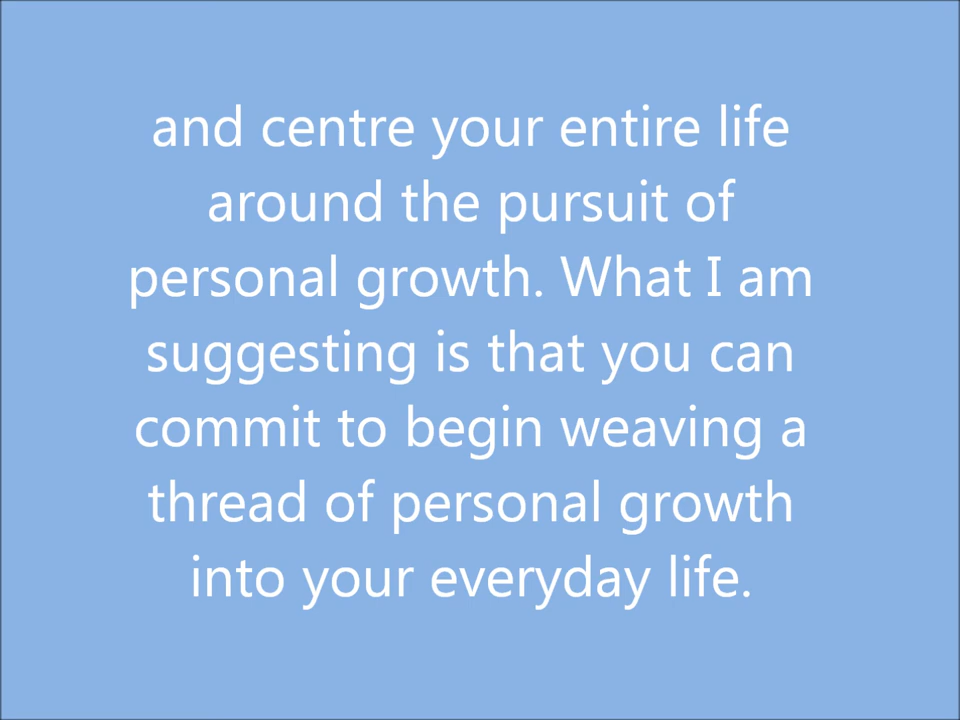 and centre your entire life
around the pursuit of
personal growth. What I am
suggesting is that you can
commit to begin weaving a
thread of personal growth
into your everyday life.